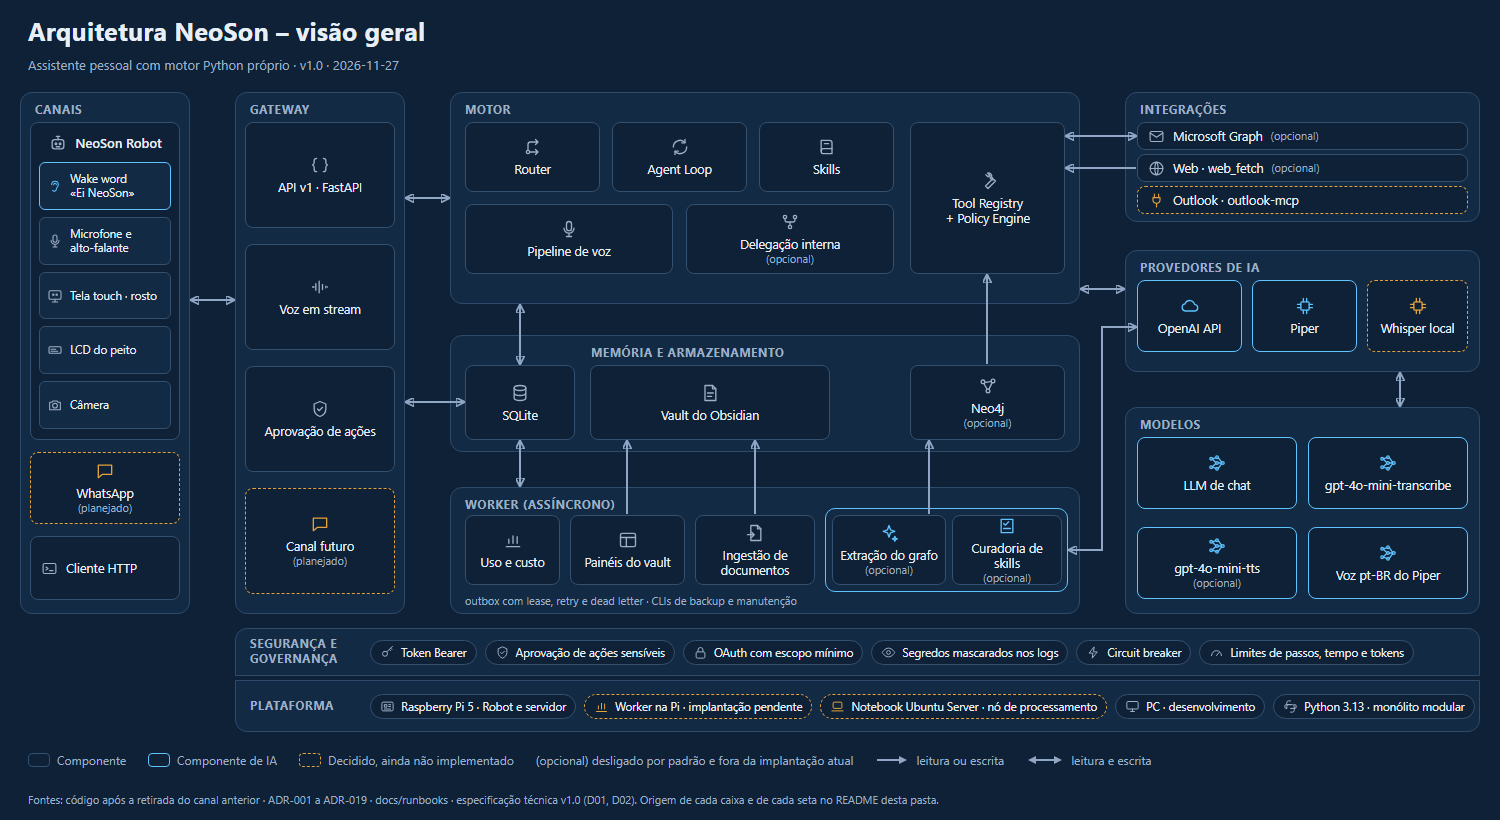 Arquitetura NeoSon – visão geral
Assistente pessoal com motor Python próprio · v1.0 · 2026-11-27
CANAIS
NeoSon Robot
Wake word
«Ei NeoSon»
Microfone e
alto-falante
Tela touch · rosto
LCD do peito
Câmera
WhatsApp
(planejado)
Cliente HTTP
GATEWAY
API v1 · FastAPI
Voz em stream
Aprovação de ações
Canal futuro
(planejado)
MOTOR
Router
Agent Loop
Skills
Pipeline de voz
Delegação interna
(opcional)
Tool Registry
+ Policy Engine
MEMÓRIA E ARMAZENAMENTO
SQLite
Vault do Obsidian
Neo4j
(opcional)
WORKER (ASSÍNCRONO)
Uso e custo
Painéis do vault
Ingestão de
documentos
Extração do grafo
(opcional)
Curadoria de
skills
(opcional)
outbox com lease, retry e dead letter · CLIs de backup e manutenção
INTEGRAÇÕES
Microsoft Graph (opcional)
Web · web_fetch (opcional)
Outlook · outlook-mcp
PROVEDORES DE IA
OpenAI API
Piper
Whisper local
MODELOS
LLM de chat
gpt-4o-mini-transcribe
gpt-4o-mini-tts
(opcional)
Voz pt-BR do Piper
SEGURANÇA E
GOVERNANÇA
Token Bearer
Aprovação de ações sensíveis
OAuth com escopo mínimo
Segredos mascarados nos logs
Circuit breaker
Limites de passos, tempo e tokens
PLATAFORMA
Raspberry Pi 5 · Robot e servidor
Worker na Pi · implantação pendente
Notebook Ubuntu Server · nó de processamento
PC · desenvolvimento
Python 3.13 · monólito modular
Componente
Componente de IA
Decidido, ainda não implementado
(opcional) desligado por padrão e fora da implantação atual
leitura ou escrita
leitura e escrita
Fontes: código após a retirada do canal anterior · ADR-001 a ADR-019 · docs/runbooks · especificação técnica v1.0 (D01, D02). Origem de cada caixa e de cada seta no README desta pasta.